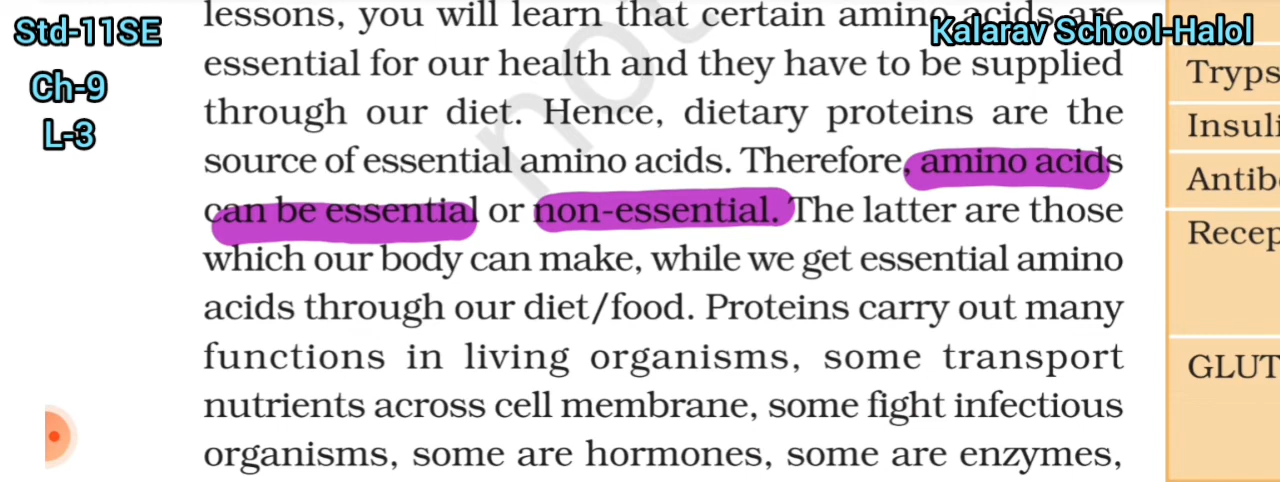 Std-11SE
Ch-9
L-3
Kalarav School-Halol
lessons, you will learn that certain amino acids are
essential for our health and they have to be supplied
through our diet. Hence, dietary proteins are the
source of essential amino acids. Therefore, amino acids
can be essential or non-essential. The latter are those
which our body can make, while we get essential amino
acids through our diet/food. Proteins carry out many
functions in living organisms, some transport
nutrients across cell membrane, some fight infectious
organisms, some are hormones, some are enzymes,
Tryps
Insuli
Antib
Recep
GLUT
not